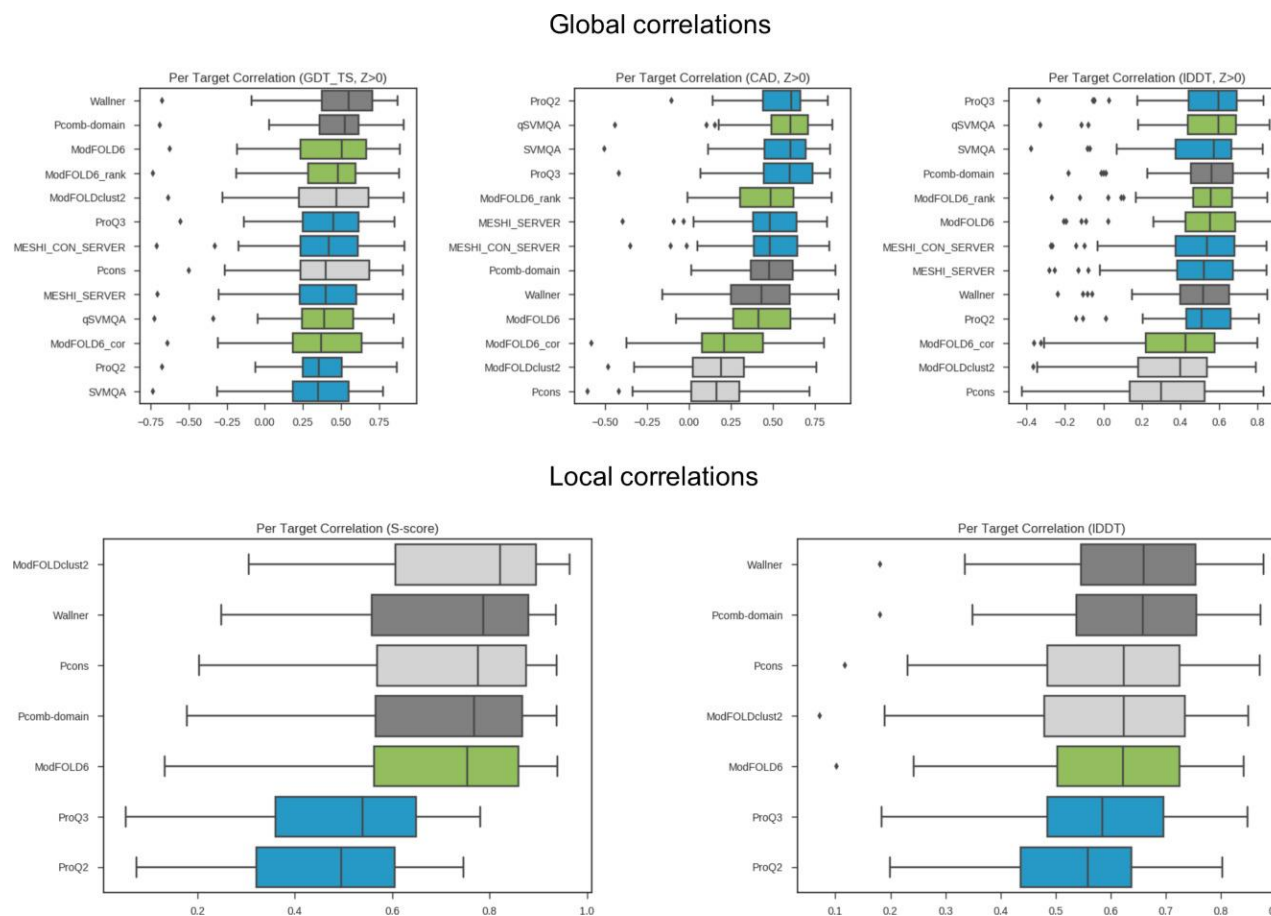 Global correlations
Per Target Correlation (GDT_TS, Z>0)
Wallner
Pcomb-domain
ModFOLD6
ModFOLD6_rank
ModFOLDclust2
ProQ3
MESHI_CON_SERVER
Pcons
MESHI_SERVER
qSVMQA
ModFOLD6_cor
ProQ2
SVMQA
−0.75 −0.50 −0.25 0.00 0.25 0.50 0.75
Per Target Correlation (CAD, Z>0)
ProQ2
qSVMQA
SVMQA
ProQ3
ModFOLD6_rank
MESHI_SERVER
MESHI_CON_SERVER
Pcomb-domain
Wallner
ModFOLD6
ModFOLD6_cor
ModFOLDclust2
Pcons
−0.50 −0.25 0.00 0.25 0.50 0.75
Per Target Correlation (lDDT, Z>0)
ProQ3
qSVMQA
SVMQA
Pcomb-domain
ModFOLD6_rank
ModFOLD6
MESHI_CON_SERVER
MESHI_SERVER
Wallner
ProQ2
ModFOLD6_cor
ModFOLDclust2
Pcons
−0.4 −0.2 0.0 0.2 0.4 0.6 0.8
Local correlations
Per Target Correlation (S-score)
ModFOLDclust2
Wallner
Pcons
Pcomb-domain
ModFOLD6
ProQ3
ProQ2
0.2 0.4 0.6 0.8 1.0
Per Target Correlation (lDDT)
Wallner
Pcomb-domain
Pcons
ModFOLDclust2
ModFOLD6
ProQ3
ProQ2
0.1 0.2 0.3 0.4 0.5 0.6 0.7 0.8